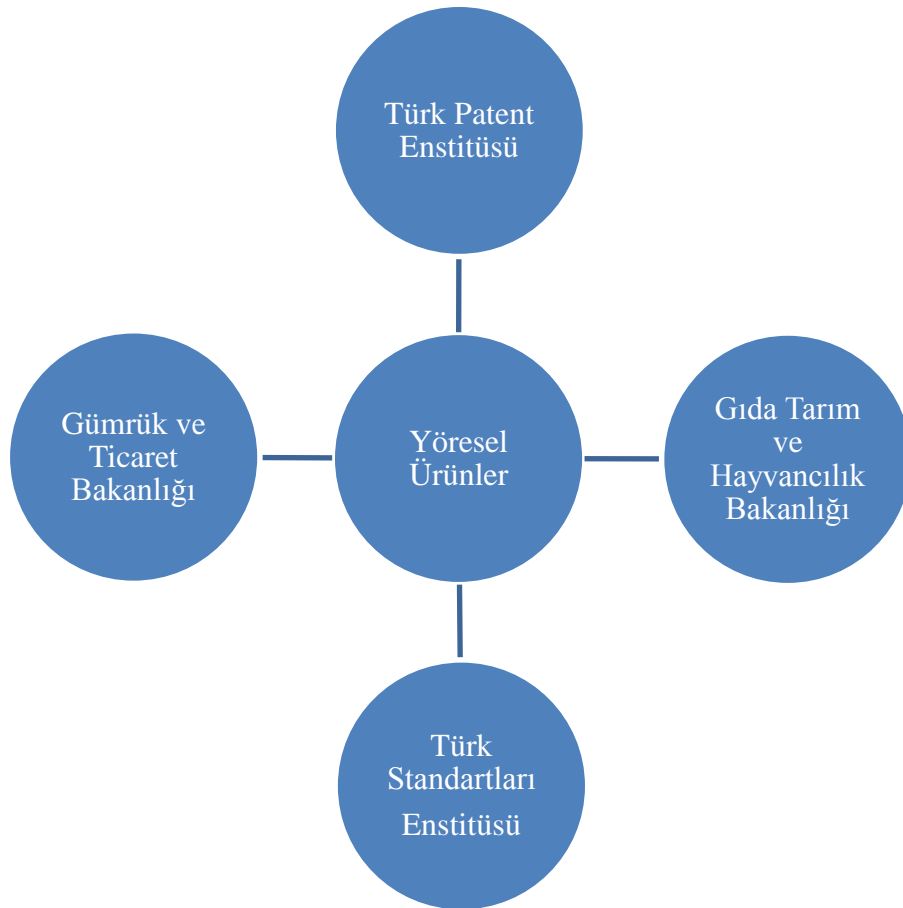 Türk Patent
Enstitüsü
Gümrük ve
Ticaret
Bakanlığı
Yöresel
Ürünler
Gıda Tarım
ve
Hayvancılık
Bakanlığı
Türk
Standartları
Enstitüsü